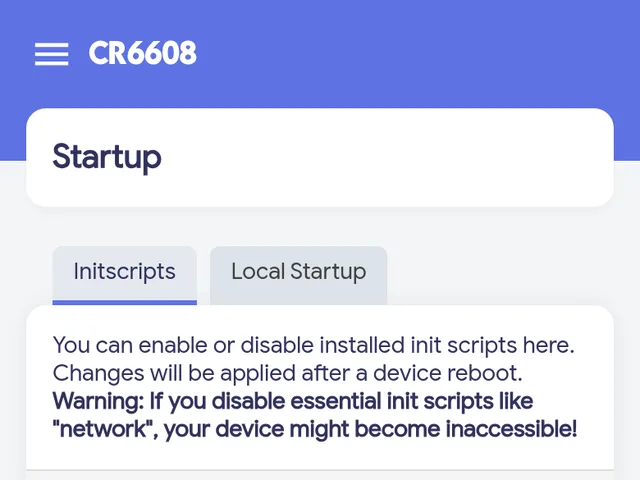 CR6608
Startup
Initscripts
Local Startup
You can enable or disable installed init scripts here.
Changes will be applied after a device reboot.
Warning: If you disable essential init scripts like
"network", your device might become inaccessible!